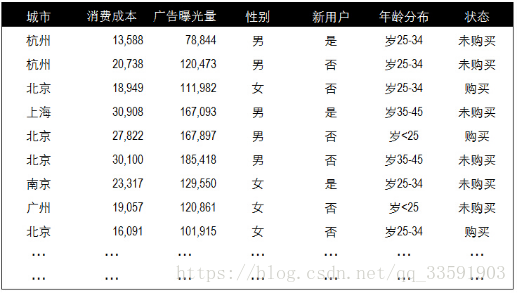 城市 消费成本 广告曝光量 性别 新用户 年龄分布 状态
杭州 13,588 78,844 男 是 岁25-34 未购买
杭州 20,738 120,473 男 否 岁25-34 未购买
北京 18,949 111,982 女 否 岁25-34 购买
上海 30,908 167,093 男 是 岁35-45 未购买
北京 27,822 167,897 男 否 岁<25 购买
北京 30,100 185,418 男 否 岁35-45 未购买
南京 23,317 129,550 女 是 岁25-34 未购买
广州 19,057 120,861 女 否 岁<25 未购买
北京 16,091 101,915 女 否 岁25-34 购买
... ... ... ... ... ... ...
... ... ... ... ... ... ...
https://blog.csdn.net/qq_33591903